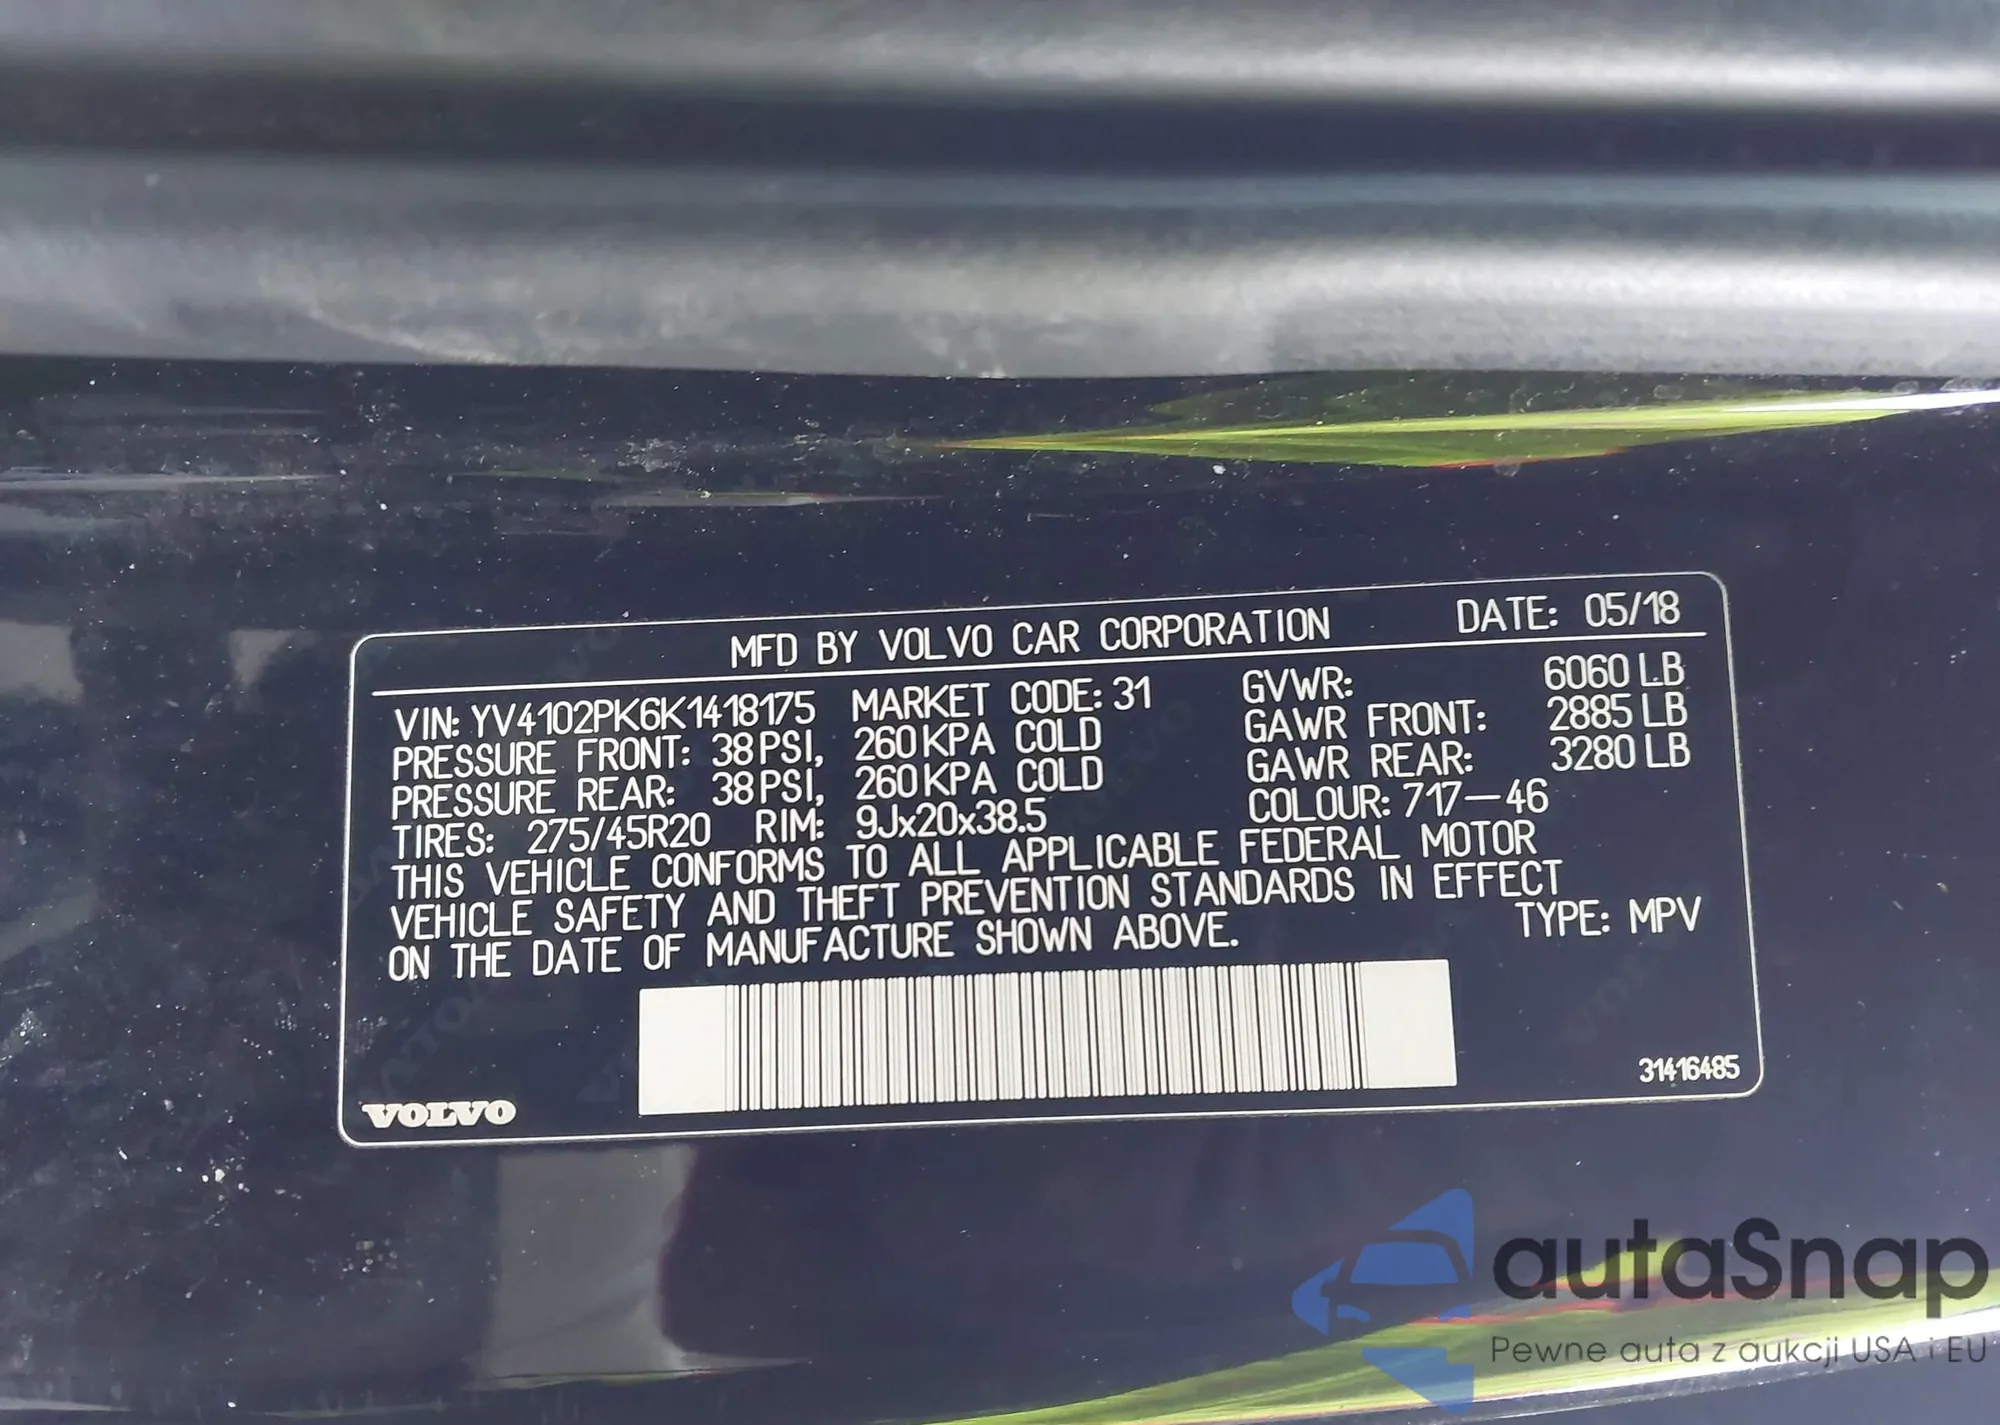 MFD BY VOLVO CAR CORPORATION DATE: 05/18
VIN: YV4102PK6K1418175 MARKET CODE: 31 GVWR: 6060 LB
PRESSURE FRONT: 38 PSI, 260 KPA COLD GAWR FRONT: 2885 LB
PRESSURE REAR: 38 PSI, 260 KPA COLD GAWR REAR: 3280 LB
TIRES: 275/45R20 RIM: 9Jx20x38.5 COLOUR: 717-46
THIS VEHICLE CONFORMS TO ALL APPLICABLE FEDERAL MOTOR
VEHICLE SAFETY AND THEFT PREVENTION STANDARDS IN EFFECT
ON THE DATE OF MANUFACTURE SHOWN ABOVE. TYPE: MPV
31416485
VOLVO
autaSnap
Pewne auta z aukcji USA i EU